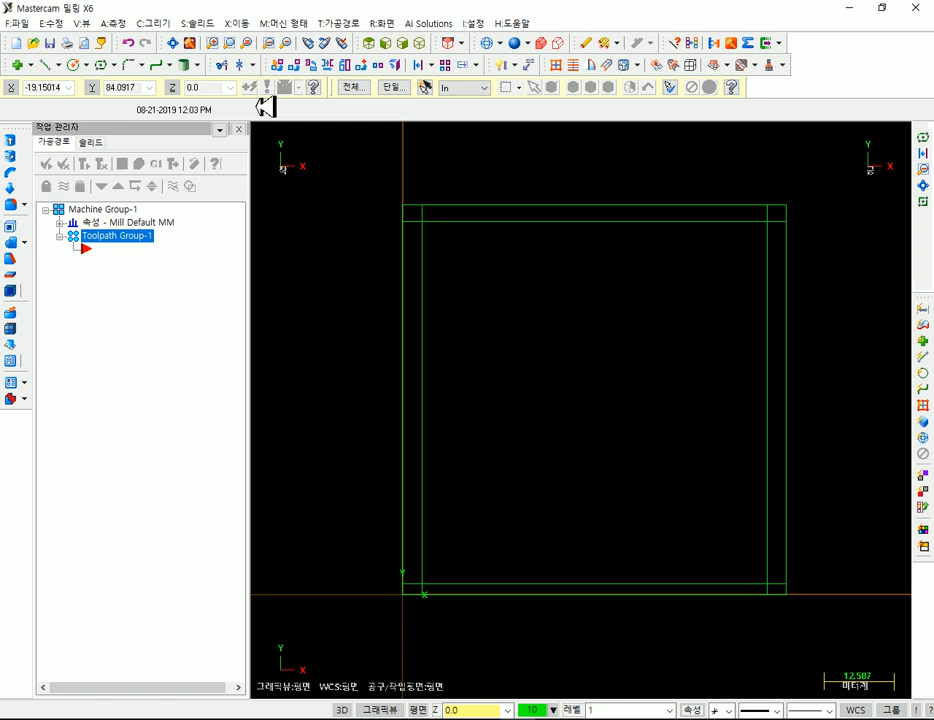 Mastercam 밀링 X6
F:파일 E:수정 V:뷰 A:측정 C:그리기 S:솔리드 X:이동 M:머신 형태 T:가공경로 R:화면 Ai Solutions I:설정 H:도움말
X -19.15014 Y 84.0917 Z 0.0 전체... 단일... In
08-21-2019 12:03 PM
작업 관리자
가공경로 솔리드
G1
Machine Group-1
속성 - Mill Default MM
Toolpath Group-1
Y
X
Y
X
Y
X
Y
X
그래픽뷰:평면 WCS:평면 공구/작업평면:평면
12.587
미터계
3D 그래픽뷰 평면 Z 0.0 10 레벨 1 속성 WCS 그룹 ! ?